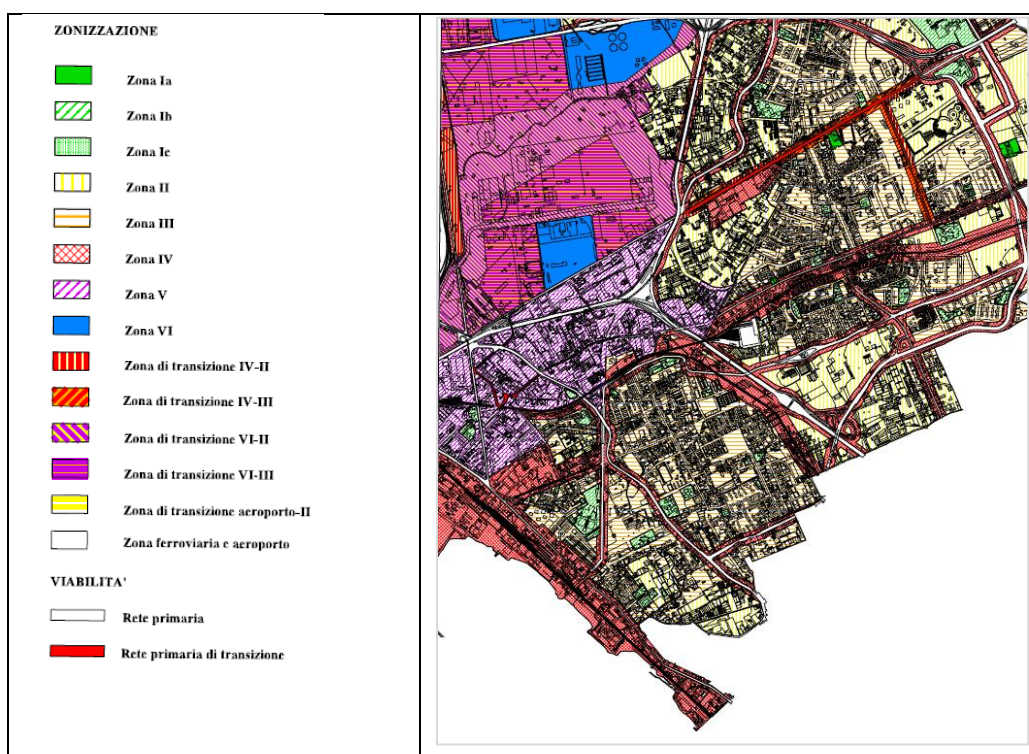 ZONIZZAZIONE
Zona Ia
Zona Ib
Zona Ic
Zona II
Zona III
Zona IV
Zona V
Zona VI
Zona di transizione IV-II
Zona di transizione IV-III
Zona di transizione VI-II
Zona di transizione VI-III
Zona di transizione aeroporto-II
Zona ferroviaria e aeroporto
VIABILITA'
Rete primaria
Rete primaria di transizione